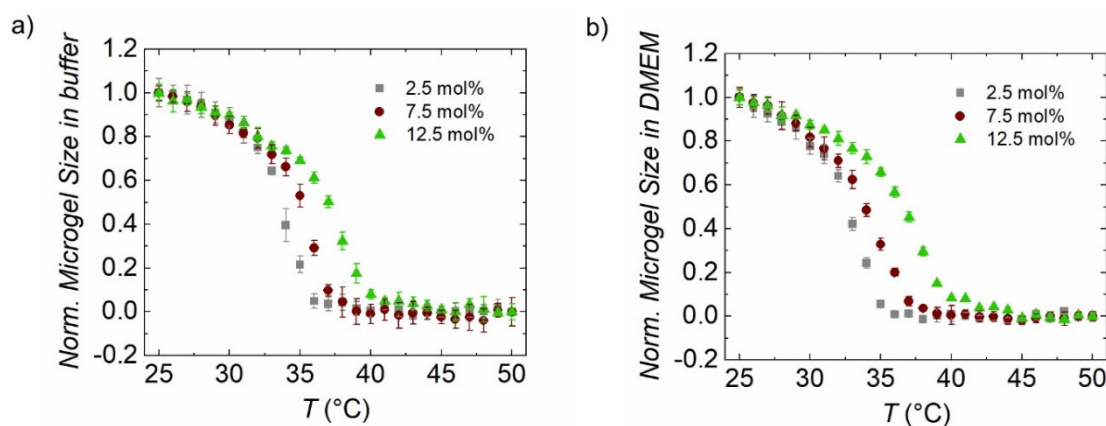 a)
Norm. Microgel Size in buffer
1.2
1.0
0.8
0.6
0.4
0.2
0.0
-0.2
2.5 mol%
7.5 mol%
12.5 mol%
25 30 35 40 45 50
T (°C)
b)
Norm. Microgel Size in DMEM
1.2
1.0
0.8
0.6
0.4
0.2
0.0
-0.2
2.5 mol%
7.5 mol%
12.5 mol%
25 30 35 40 45 50
T (°C)